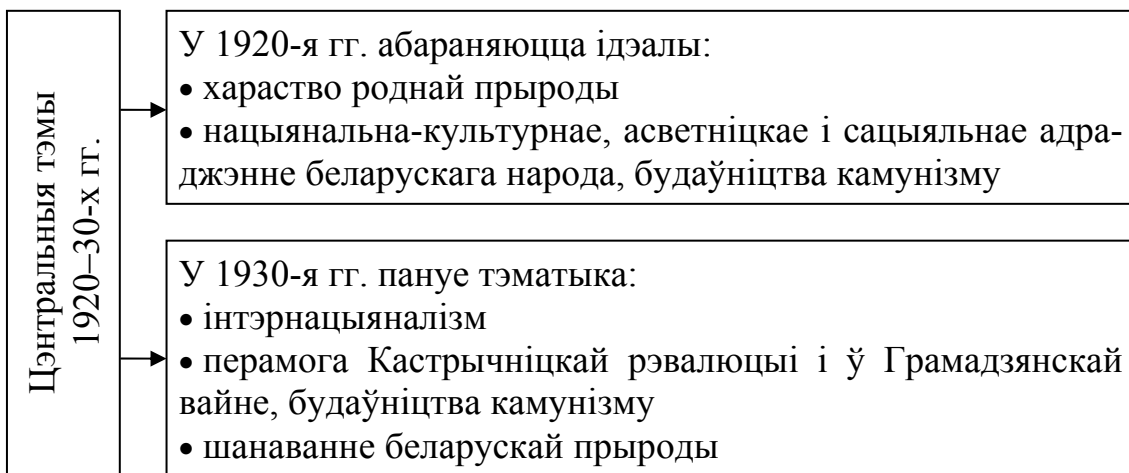 Цэнтральныя тэмы
1920–30-х гг.
У 1920-я гг. абараняюцца ідэалы:
• хараство роднай прыроды
• нацыянальна-культурнае, асветніцкае і сацыяльнае адра-
джэнне беларускага народа, будаўніцтва камунізму
У 1930-я гг. пануе тэматыка:
• інтэрнацыяналізм
• перамога Кастрычніцкай рэвалюцыі і ў Грамадзянскай
вайне, будаўніцтва камунізму
• шанаванне беларускай прыроды